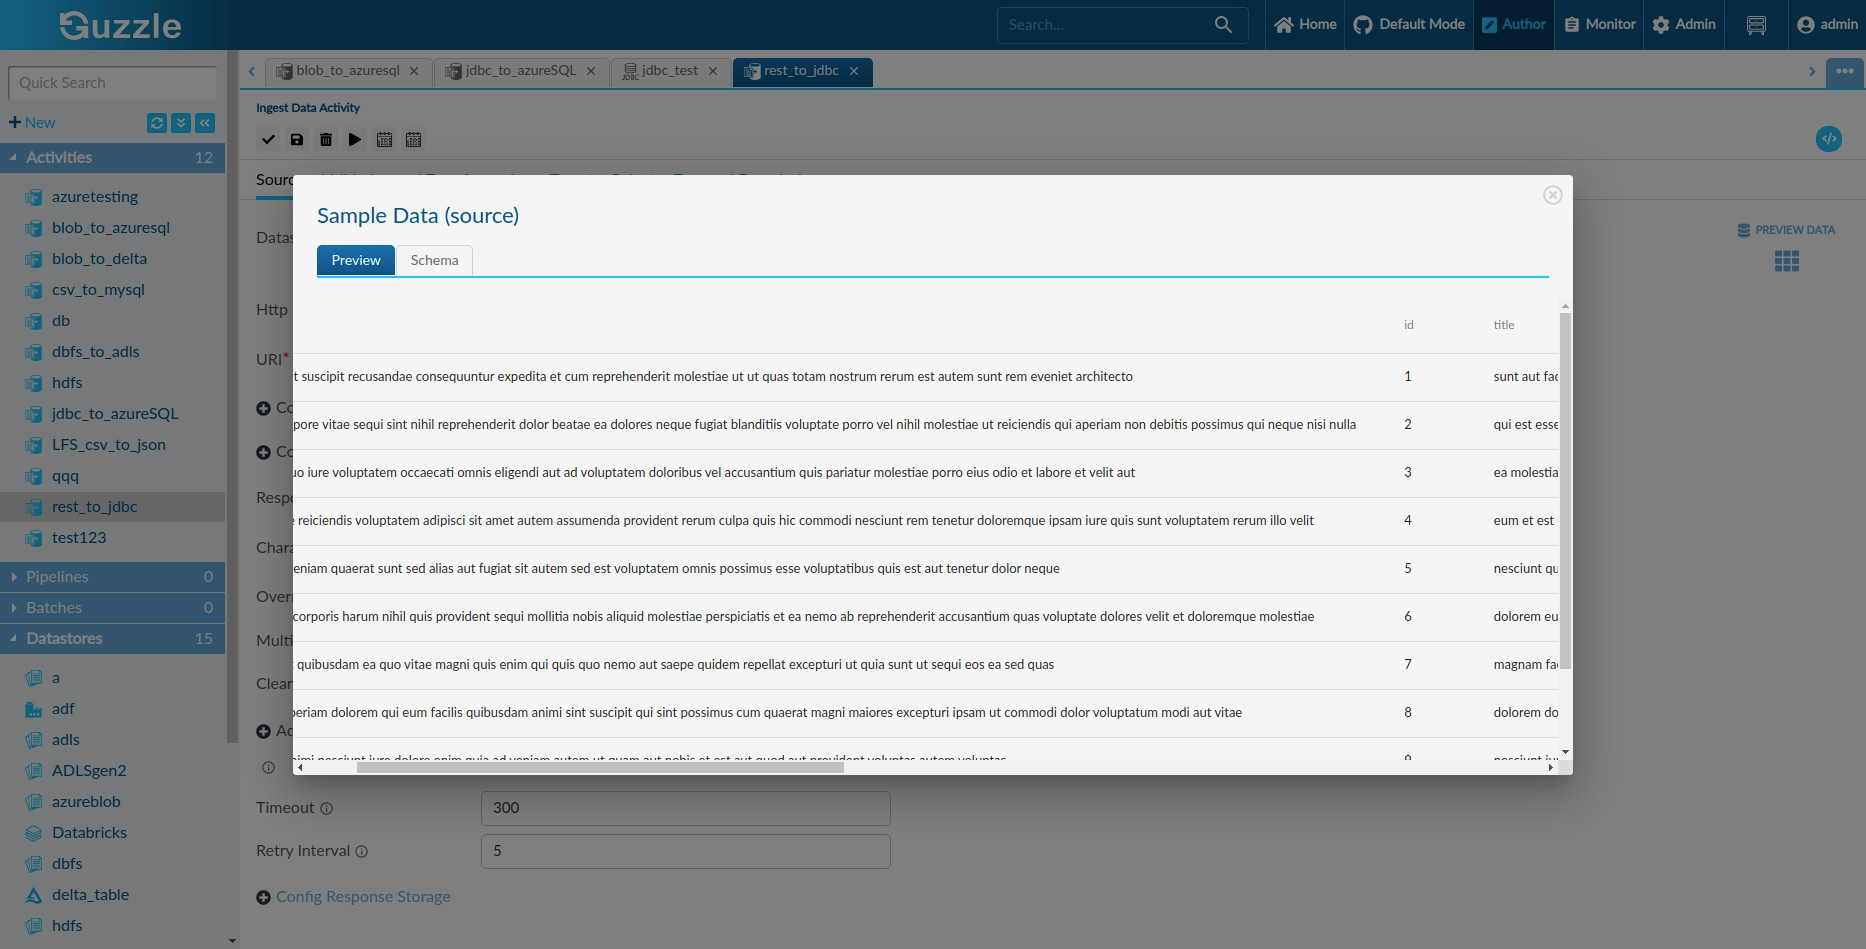 Guzzle
Search...
Home
Default Mode
Author
Monitor
Admin
admin
Quick Search
New
Activities 12
azuretesting
blob_to_azuresql
blob_to_delta
csv_to_mysql
db
dbfs_to_adls
hdfs
jdbc_to_azureSQL
LFS_csv_to_json
qqq
rest_to_jdbc
test123
Pipelines 0
Batches 0
Datastores 15
a
adf
adls
ADLSgen2
azureblob
Databricks
dbfs
delta_table
hdfs
blob_to_azuresql
jdbc_to_azureSQL
jdbc_test
rest_to_jdbc
Ingest Data Activity
PREVIEW DATA
Http
URI*
Sample Data (source)
Preview Schema
id title
t suscipit recusandae consequuntur expedita et cum reprehenderit molestiae ut ut quas totam nostrum rerum est autem sunt rem eveniet architecto 1 sunt aut fac
pore vitae sequi sint nihil reprehenderit dolor beatae ea dolores neque fugiat blanditiis voluptate porro vel nihil molestiae ut reiciendis qui aperiam non debitis possimus qui neque nisi nulla 2 qui est esse
uo iure voluptatem occaecati omnis eligendi aut ad voluptatem doloribus vel accusantium quis pariatur molestiae porro eius odio et labore et velit aut 3 ea molestia
reiciendis voluptatem adipisci sit amet autem assumenda provident rerum culpa quis hic commodi nesciunt rem tenetur doloremque ipsam iure quis sunt voluptatem rerum illo velit 4 eum et est
eniam quaerat sunt sed alias aut fugiat sit autem sed est voluptatem omnis possimus esse voluptatibus quis est aut tenetur dolor neque 5 nesciunt qu
corporis harum nihil quis provident sequi mollitia nobis aliquid molestiae perspiciatis et ea nemo ab reprehenderit accusantium quas voluptate dolores velit et doloremque molestiae 6 dolorem eu
quibusdam ea quo vitae magni quis enim qui quis quo nemo aut saepe quidem repellat excepturi ut quia sunt ut sequi eos ea sed quas 7 magnam fa
periam dolorem qui eum facilis quibusdam animi sint suscipit qui sint possimus cum quaerat magni maiores excepturi ipsam ut commodi dolor voluptatum modi aut vitae 8 dolorem do
Timeout 300
Retry Interval 5
Config Response Storage